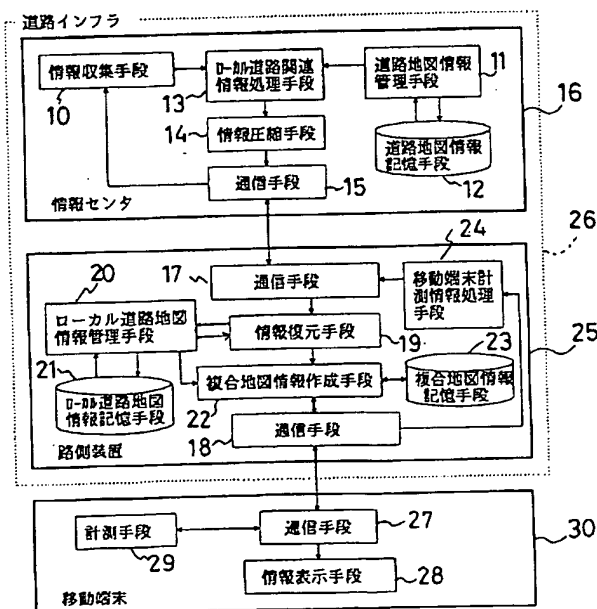 道路インフラ
情報収集手段
10
ローカル道路関連
情報処理手段
13
道路地図情報
管理手段
11
16
14
情報圧縮手段
道路地図情報
記憶手段
12
通信手段
15
情報センタ
26
24
17
通信手段
移動端末計
測情報処理
手段
20
ローカル道路地図
情報管理手段
情報復元手段
19
23
25
21
ローカル道路地図
情報記憶手段
複合地図情報作成手段
22
複合地図情報
記憶手段
18
通信手段
路側装置
計測手段
29
通信手段
27
30
情報表示手段
28
移動端末